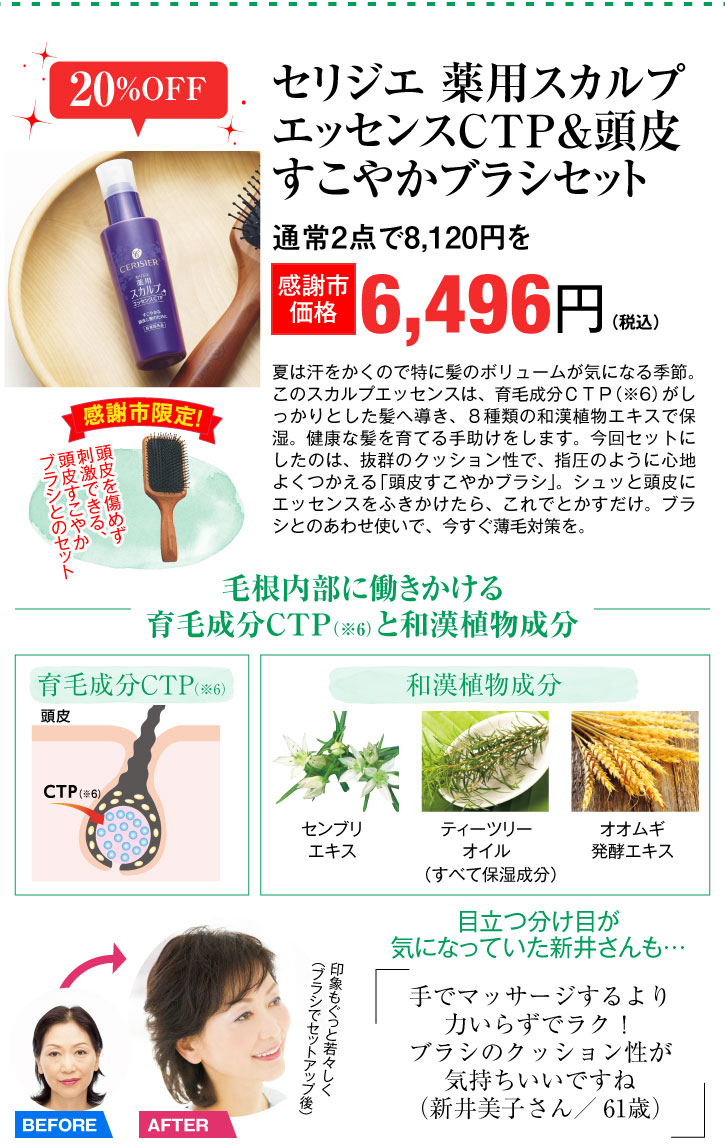 20%OFF
セリジエ 薬用スカルプ
エッセンスCTP&頭皮
すこやかブラシセット
通常2点で8,120円を
感謝市
価格
6,496円(税込)
CERISIER
セリジエ
薬用
スカルプ
エッセンスCTP
夏は汗をかくので特に髪のボリュームが気になる季節。
このスカルプエッセンスは、育毛成分CTP(※6)がし
っかりとした髪へ導き、8種類の和漢植物エキスで保
湿。健康な髪を育てる手助けをします。今回セットに
したのは、抜群のクッション性で、指圧のように心地
よくつかえる「頭皮すこやかブラシ」。シュッと頭皮に
エッセンスをふきかけたら、これでとかすだけ。ブラ
シとのあわせ使いで、今すぐ薄毛対策を。
感謝市限定!
頭皮を傷めず
刺激できる、
頭皮すこやか
ブラシとのセット
毛根内部に働きかける
育毛成分CTP(※6)と和漢植物成分
育毛成分CTP(※6)
頭皮
CTP(※6)
和漢植物成分
センブリ
エキス
ティーツリー
オイル
(すべて保湿成分)
オオムギ
発酵エキス
BEFORE
AFTER
印象もぐっと若々しく
(ブラシでセットアップ後)
目立つ分け目が
気になっていた新井さんも…
手でマッサージするより
力いらずでラク!
ブラシのクッション性が
気持ちいいですね
(新井美子さん/61歳)